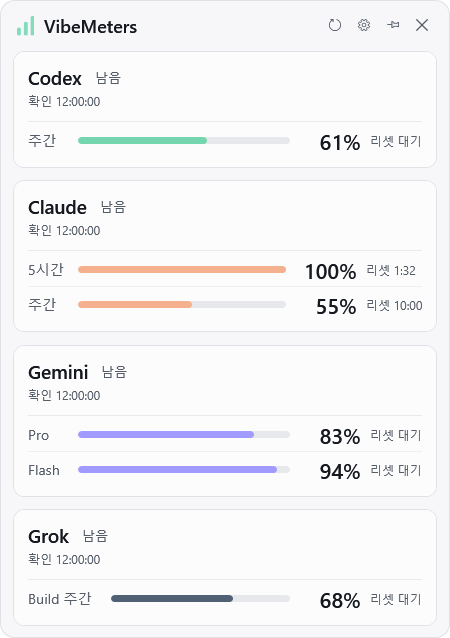 VibeMeters
Codex 남음
확인 12:00:00
주간 61% 리셋 대기
Claude 남음
확인 12:00:00
5시간 100% 리셋 1:32
주간 55% 리셋 10:00
Gemini 남음
확인 12:00:00
Pro 83% 리셋 대기
Flash 94% 리셋 대기
Grok 남음
확인 12:00:00
Build 주간 68% 리셋 대기